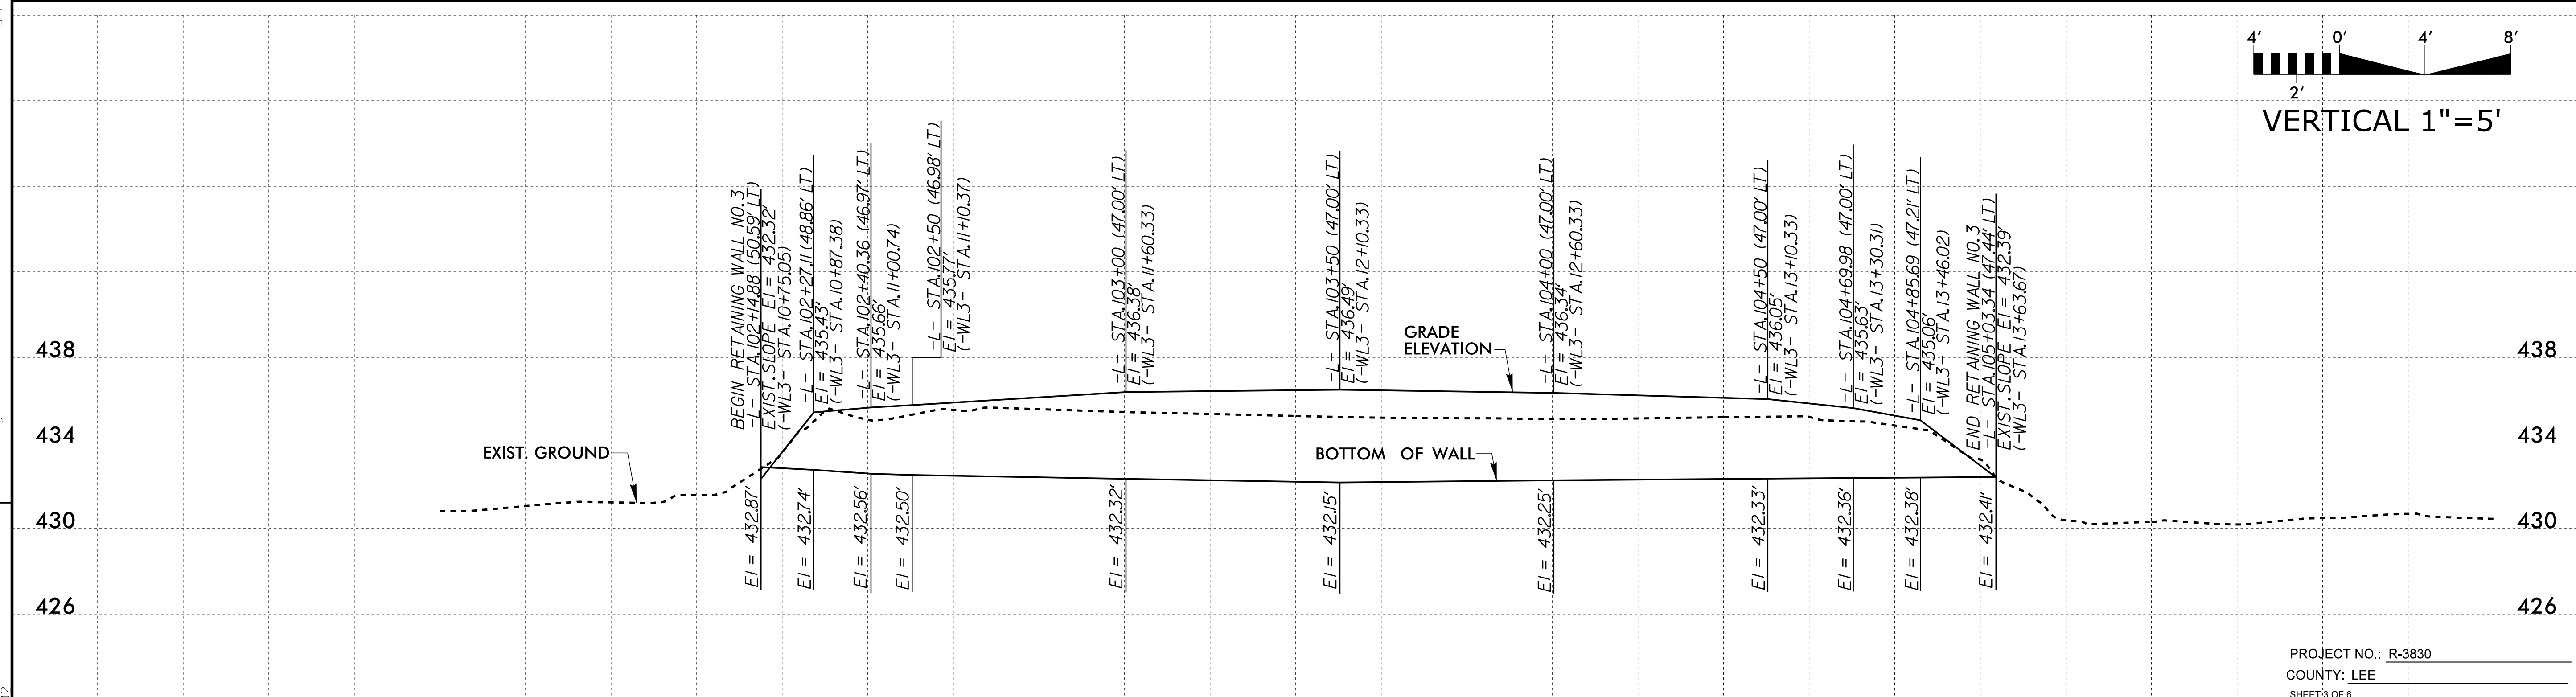 4' 0' 4' 8'
2'
VERTICAL 1"=5'
BEGIN RETAINING WALL NO.3
-L- STA.102+14.88 (50.59' LT)
EXIST.SLOPE El = 432.32'
(-WL3- STA.10+75.05)
-L- STA.102+27.11 (48.86' LT)
El = 435.43'
(-WL3- STA.10+87.38)
-L- STA.102+40.36 (46.97' LT)
El = 435.66'
(-WL3- STA.11+00.74)
-L- STA.102+50 (46.98' LT)
El = 435.77'
(-WL3- STA.11+10.37)
-L- STA.103+00 (47.00' LT)
El = 436.38'
(-WL3- STA.11+60.33)
-L- STA.103+50 (47.00' LT)
El = 436.49'
(-WL3- STA.12+10.33)
-L- STA.104+00 (47.00' LT)
El = 436.34'
(-WL3- STA.12+60.33)
-L- STA.104+50 (47.00' LT)
El = 436.05'
(-WL3- STA.13+10.33)
-L- STA.104+69.98 (47.00' LT)
El = 435.63'
(-WL3- STA.13+30.31)
-L- STA.104+85.69 (47.21' LT)
El = 435.06'
(-WL3- STA.13+46.02)
END RETAINING WALL NO.3
-L- STA.105+03.34 (47.44' LT)
EXIST.SLOPE El = 432.39'
(-WL3- STA.13+63.67)
GRADE
ELEVATION
438 438
434 434
EXIST. GROUND
BOTTOM OF WALL
430 430
El = 432.87'
El = 432.74'
El = 432.56'
El = 432.50'
El = 432.32'
El = 432.15'
El = 432.25'
El = 432.33'
El = 432.36'
El = 432.38'
El = 432.41'
426 426
PROJECT NO.: R-3830
COUNTY: LEE
SHEET 3 OF 6